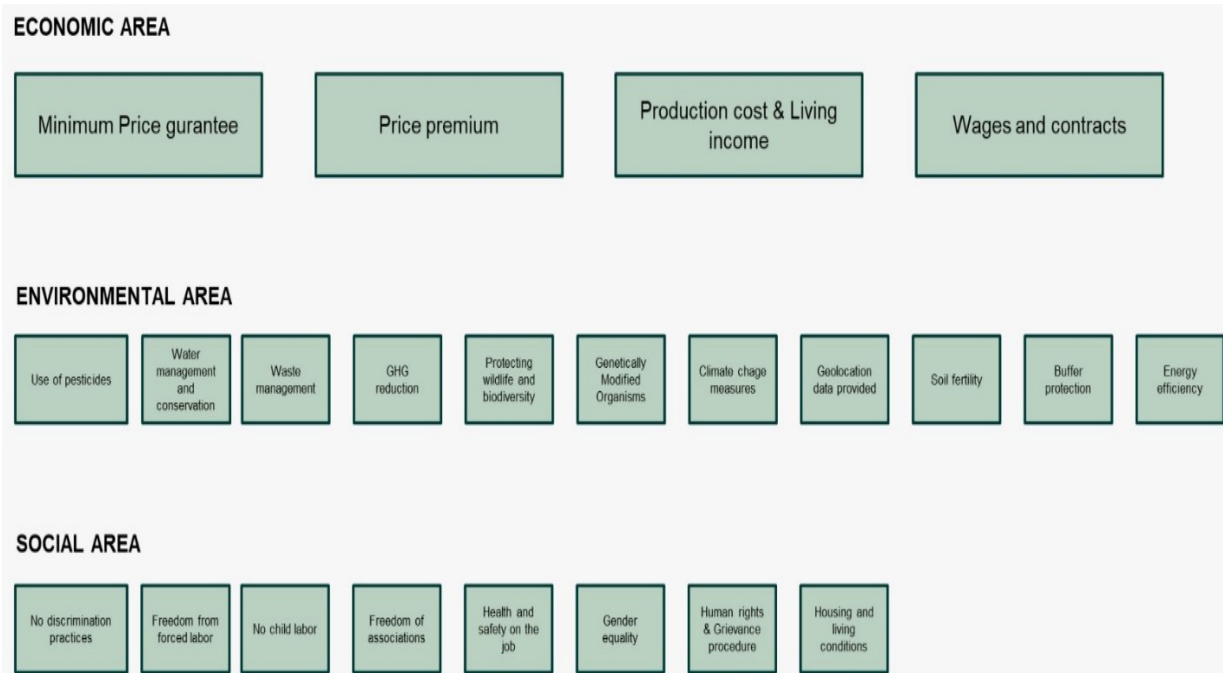 ECONOMIC AREA
Minimum Price gurantee
Price premium
Production cost & Living
income
Wages and contracts
ENVIRONMENTAL AREA
Use of pesticides
Water
management
and
conservation
Waste
management
GHG
reduction
Protecting
wildlife and
biodiversity
Genetically
Modified
Organisms
Climate chage
measures
Geolocation
data provided
Soil fertility
Buffer
protection
Energy
efficiency
SOCIAL AREA
No discrimination
practices
Freedom from
forced labor
No child labor
Freedom of
associations
Health and
safety on the
job
Gender
equality
Human rights
& Grievance
procedure
Housing and
living
conditions